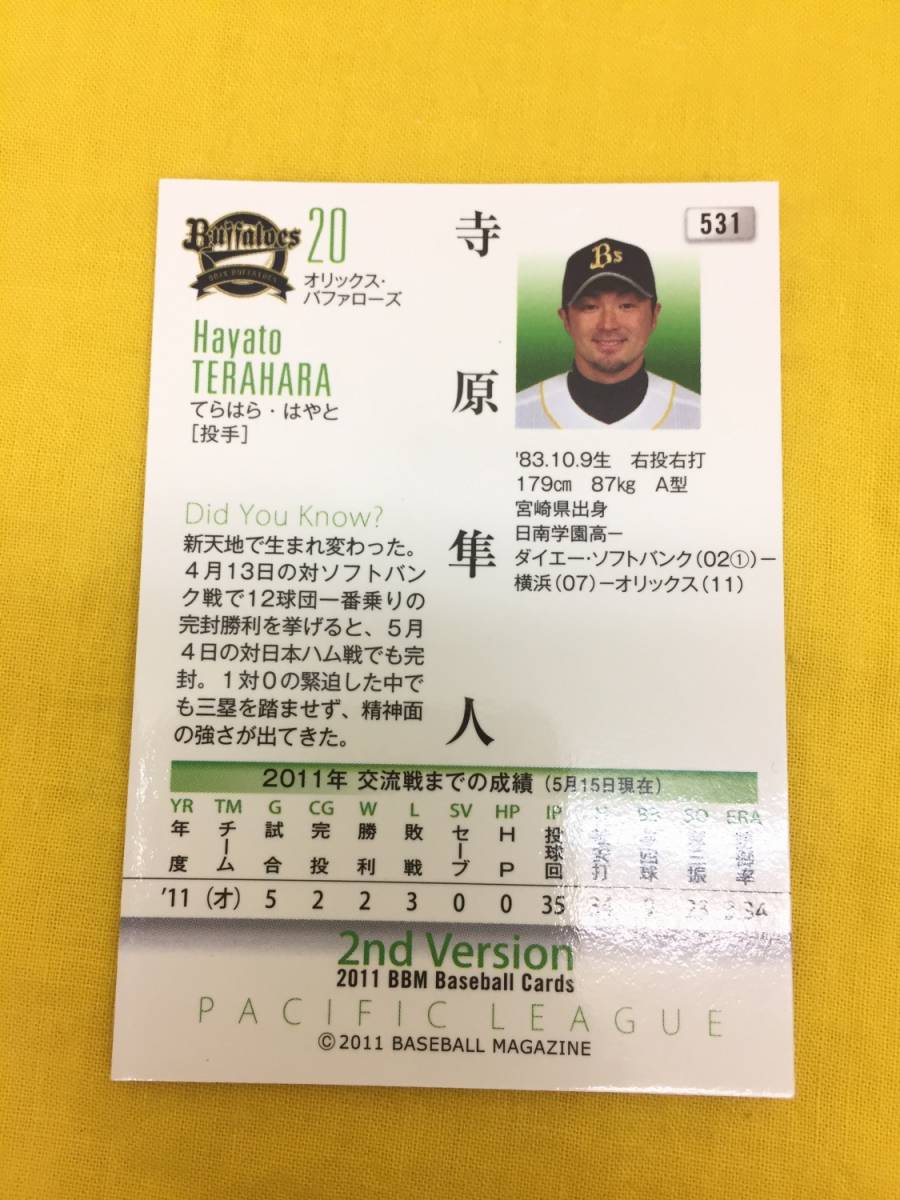 Buffaloes
20
オリックス・
バファローズ
Hayato
TERAHARA
てらはら・はやと
[投手]
寺原隼人
531
Bs
'83.10.9生 右投右打
179㎝ 87㎏ A型
宮崎県出身
日南学園高ー
ダイエー・ソフトバンク(02①)ー
横浜(07)ーオリックス(11)
Did You Know?
新天地で生まれ変わった。
４月13日の対ソフトバン
ク戦で12球団一番乗りの
完封勝利を挙げると、５月
４日の対日本ハム戦でも完
封。１対０の緊迫した中で
も三塁を踏ませず、精神面
の強さが出てきた。
2011年 交流戦までの成績 (5月15日現在)
YR TM G CG W L SV HP IP BB SO ERA
年度 チーム 試合 完投 勝利 敗戦 セーブ HP 投球回
'11 (オ) 5 2 2 3 0 0 35
2nd Version
2011 BBM Baseball Cards
PACIFIC LEAGUE
©2011 BASEBALL MAGAZINE